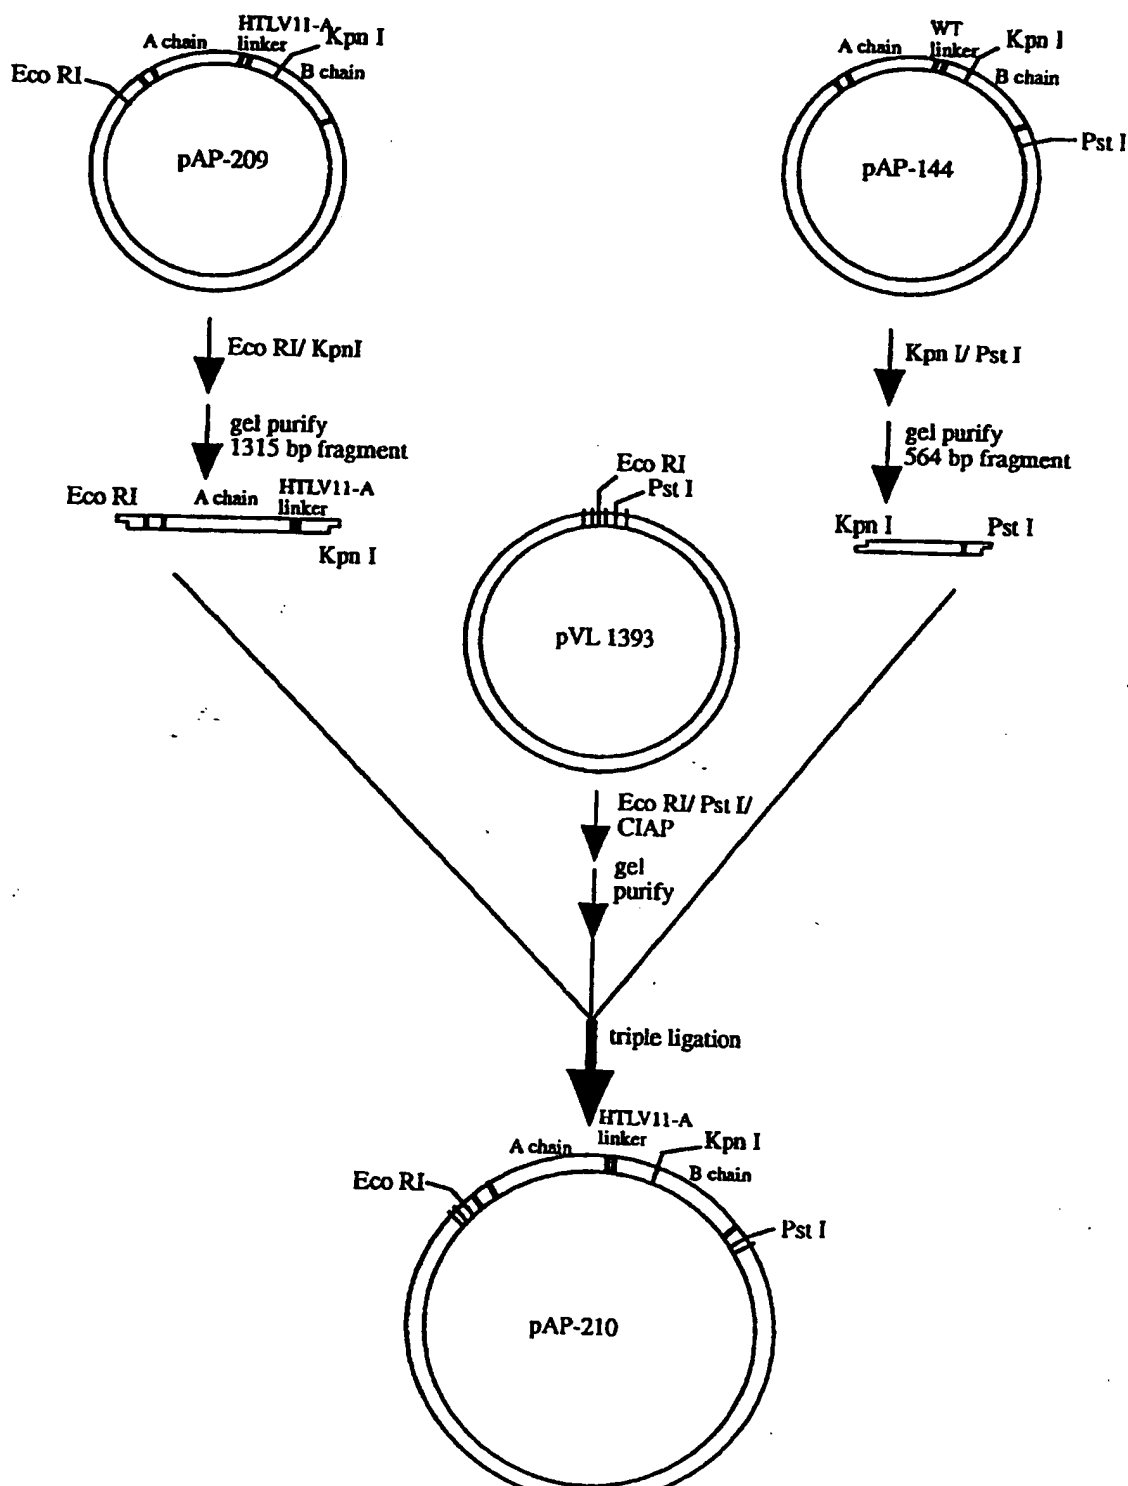 A chain
HTLV11-A
linker
Kpn I
B chain
Eco RI
pAP-209
A chain
WT
linker
Kpn I
B chain
Pst I
pAP-144
Eco RI/ KpnI
gel purify
1315 bp fragment
Kpn I/ Pst I
gel purify
564 bp fragment
Eco RI
A chain
HTLV11-A
linker
Kpn I
Eco RI
Pst I
pVL 1393
Kpn I
Pst I
Eco RI/ Pst I/
CIAP
gel
purify
triple ligation
A chain
HTLV11-A
linker
Kpn I
B chain
Eco RI
Pst I
pAP-210